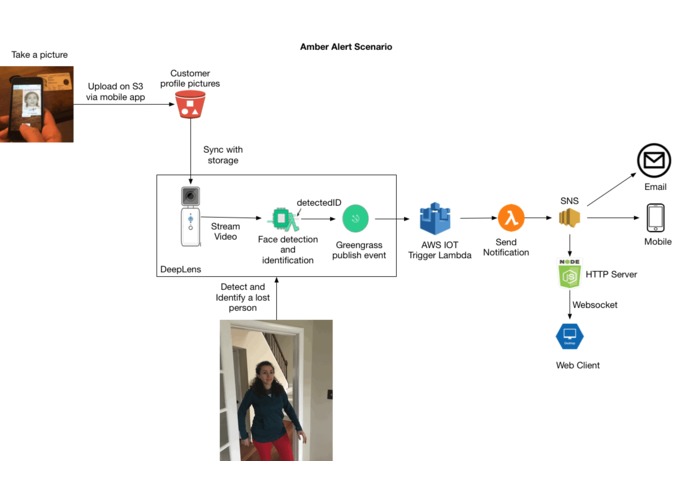 Amber Alert Scenario
Take a picture
Upload on S3
via mobile app
Customer
profile pictures
Sync with
storage
detectedID
Stream
Video
Face detection
and
identification
Greengrass
publish event
DeepLens
AWS IOT
Trigger Lambda
Send
Notification
SNS
Email
Mobile
NODE
JS
HTTP Server
Websocket
Web Client
Detect and
Identify a lost
person